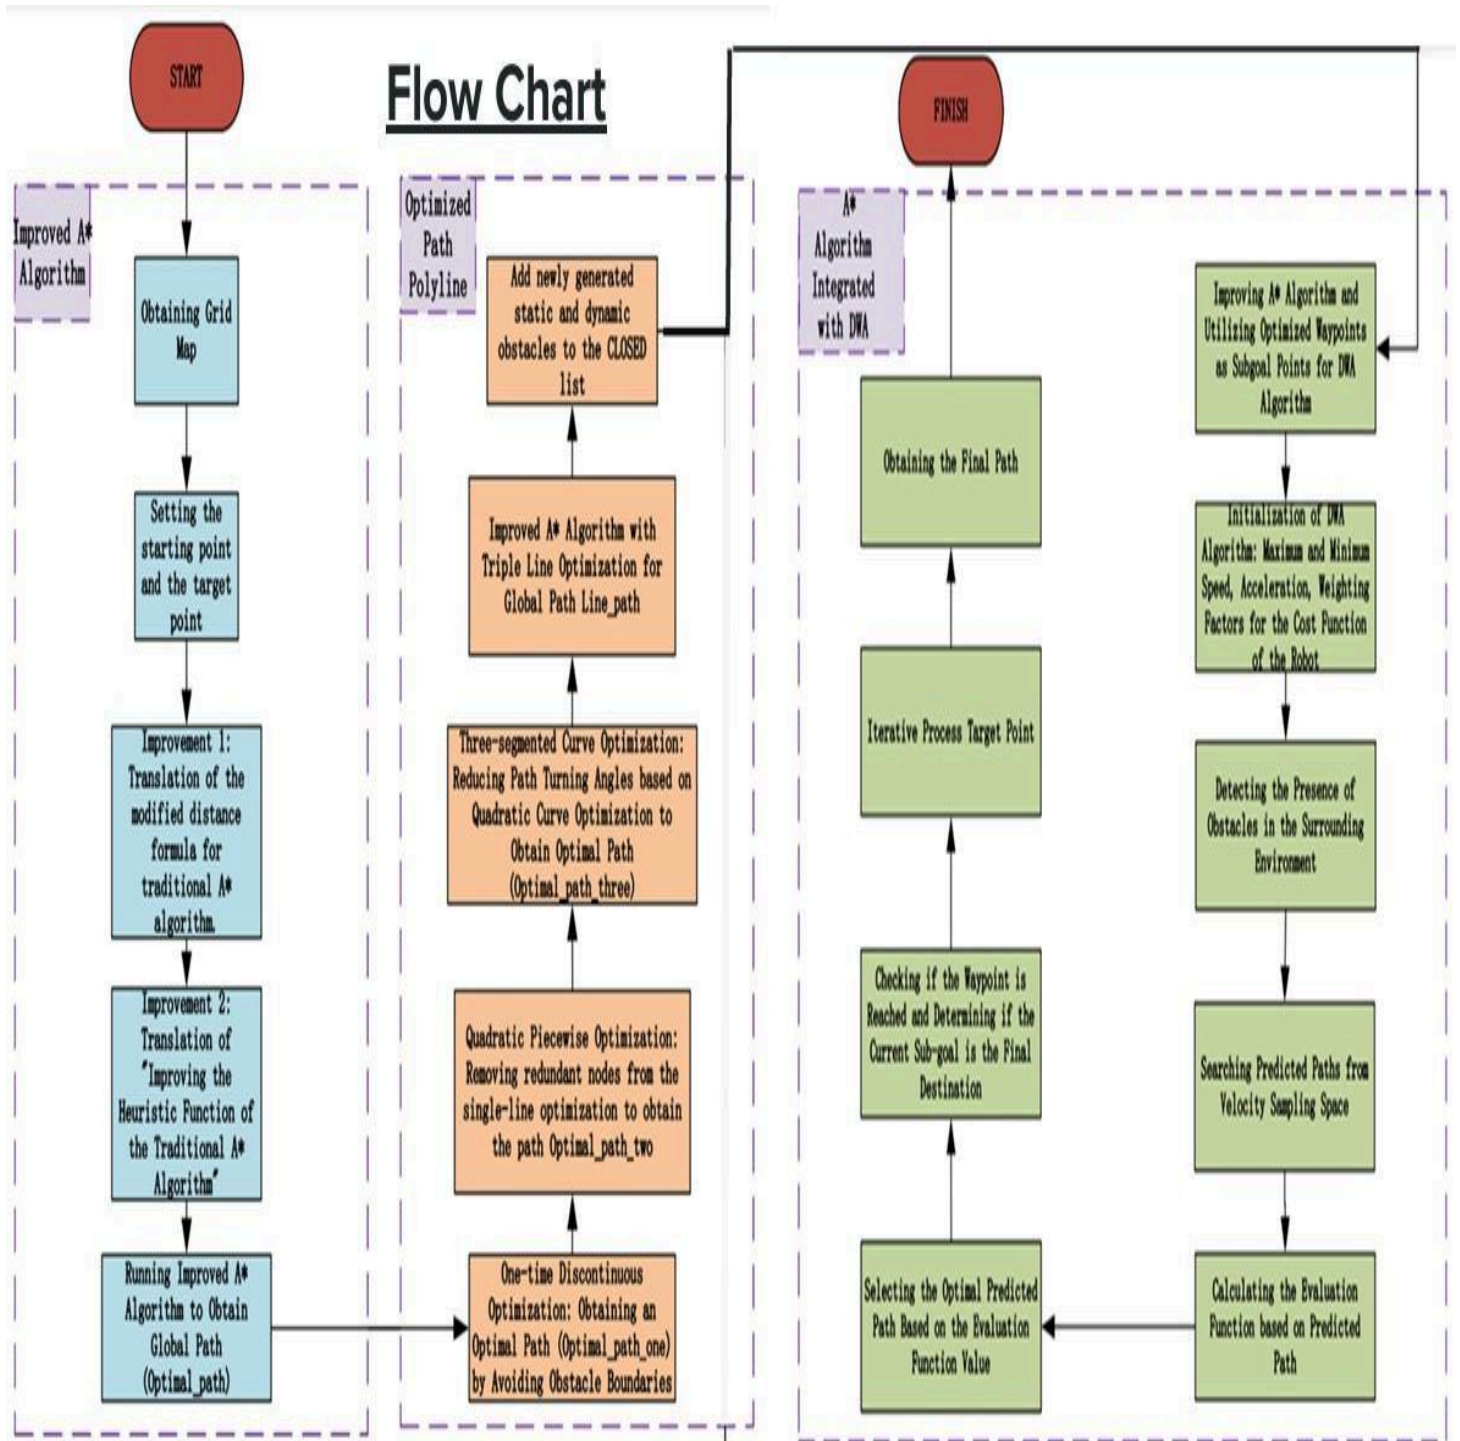 START
Flow Chart
FINISH
Improved A*
Algorithm
Obtaining Grid
Map
Setting the
starting point
and the target
point
Improvement 1:
Translation of the
modified distance
formula for
traditional A*
algorithm.
Improvement 2:
Translation of
"Improving the
Heuristic Function of
the Traditional A*
Algorithm"
Running Improved A*
Algorithm to Obtain
Global Path
(Optimal_path)
Optimized
Path
Polyline
One-time Discontinuous
Optimization: Obtaining an
Optimal Path (Optimal_path_one)
by Avoiding Obstacle Boundaries
Quadratic Piecewise Optimization:
Removing redundant nodes from the
single-line optimization to obtain
the path Optimal_path_two
Three-segmented Curve Optimization:
Reducing Path Turning Angles based on
Quadratic Curve Optimization to
Obtain Optimal Path
(Optimal_path_three)
Improved A* Algorithm with
Triple Line Optimization for
Global Path Line_path
Add newly generated
static and dynamic
obstacles to the CLOSED
list
A*
Algorithm
Integrated
with DWA
Improving A* Algorithm and
Utilizing Optimized Waypoints
as Subgoal Points for DWA
Algorithm
Initialization of DWA
Algorithm: Maximum and Minimum
Speed, Acceleration, Weighting
Factors for the Cost Function
of the Robot
Detecting the Presence of
Obstacles in the Surrounding
Environment
Searching Predicted Paths from
Velocity Sampling Space
Calculating the Evaluation
Function based on Predicted
Path
Selecting the Optimal Predicted
Path Based on the Evaluation
Function Value
Checking if the Waypoint is
Reached and Determining if the
Current Sub-goal is the Final
Destination
Iterative Process Target Point
Obtaining the Final Path